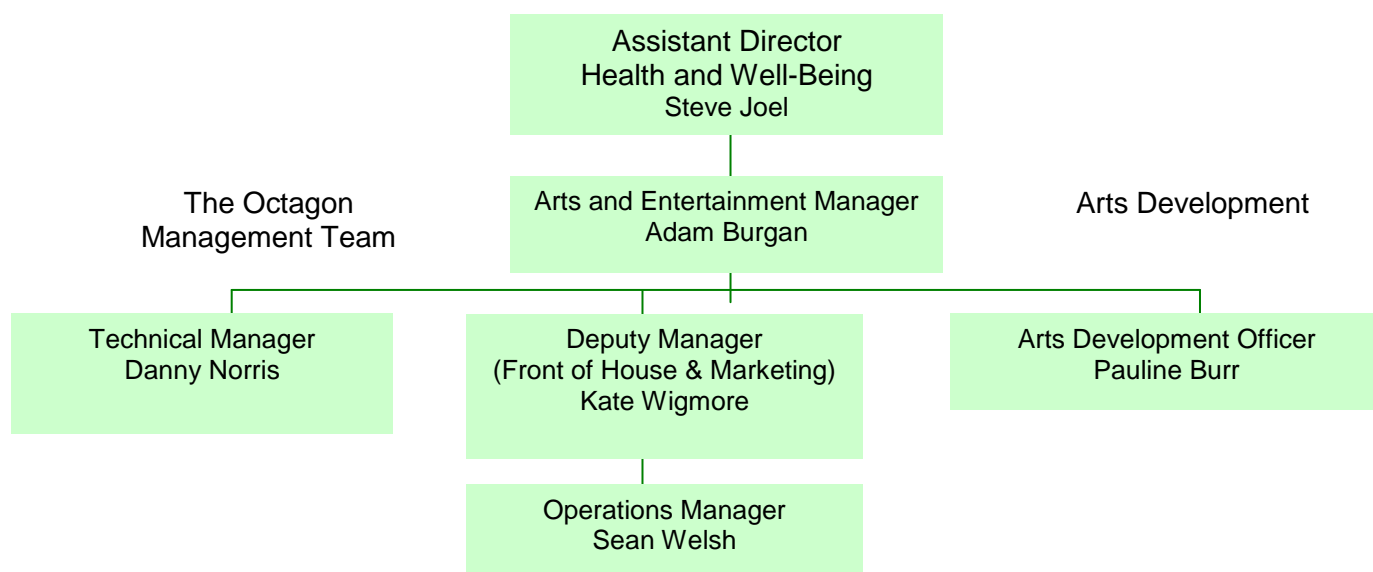 Assistant Director
Health and Well-Being
Steve Joel
The Octagon
Management Team
Arts and Entertainment Manager
Adam Burgan
Arts Development
Technical Manager
Danny Norris
Deputy Manager
(Front of House & Marketing)
Kate Wigmore
Arts Development Officer
Pauline Burr
Operations Manager
Sean Welsh